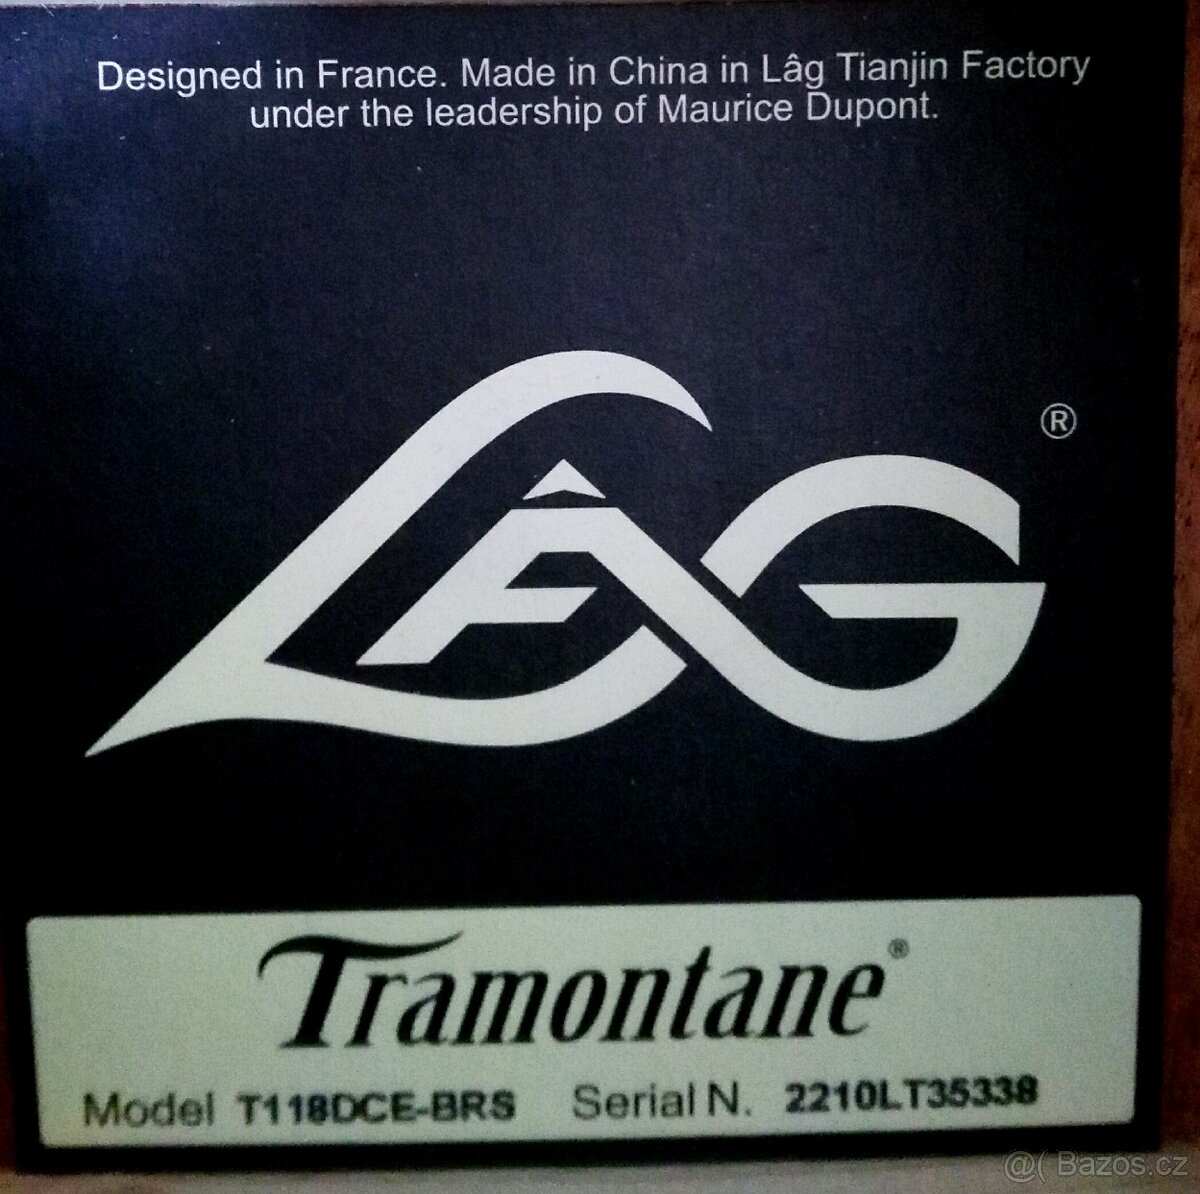 Designed in France. Made in China in Lâg Tianjin Factory
under the leadership of Maurice Dupont.
LÂG ®
Tramontane®
Model T118DCE-BRS Serial N. 2210LT35338
@( Bazos.cz